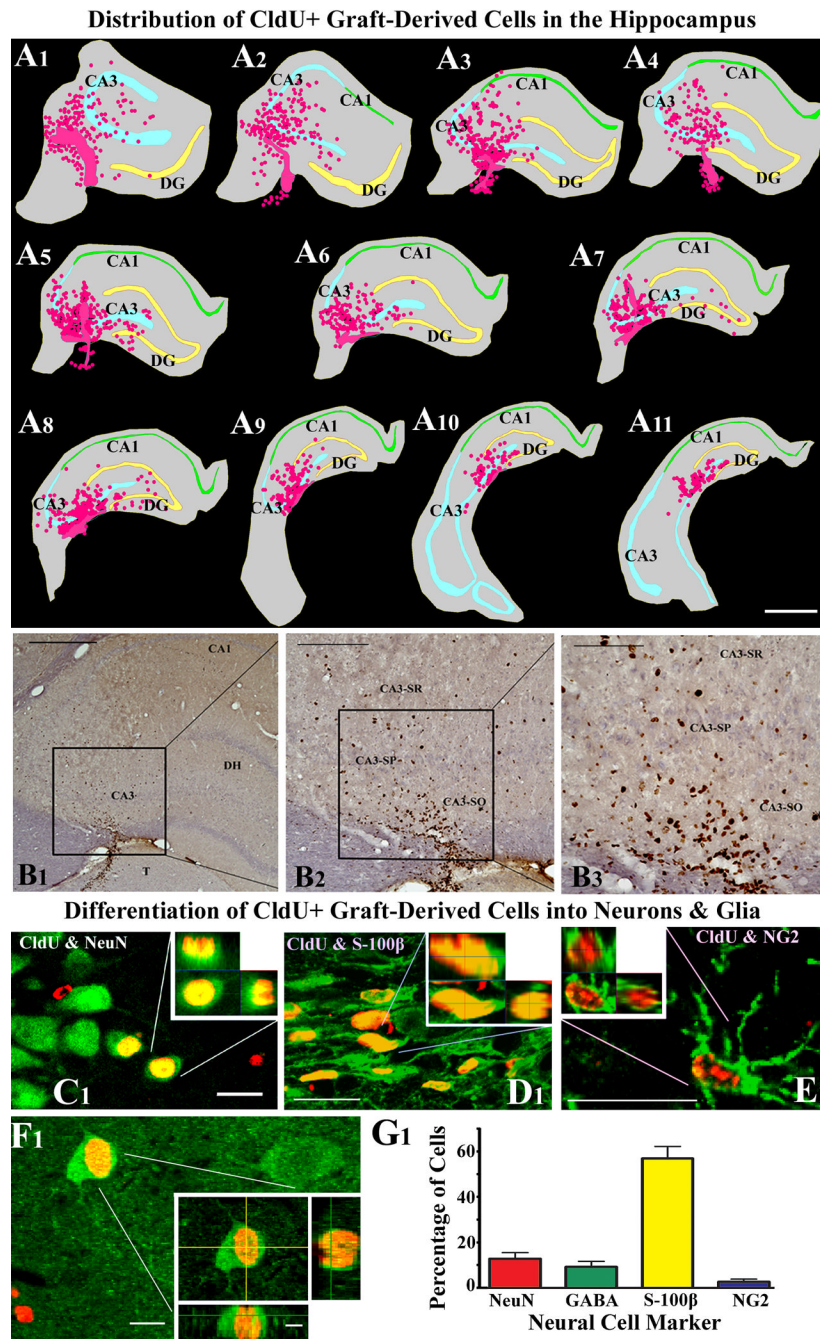 Distribution of CldU+ Graft-Derived Cells in the Hippocampus
A1 A2 A3 A4
CA3 CA3 CA1 CA1 CA1
CA3 CA3
DG DG DG DG
A5 A6 A7
CA1 CA1 CA1
CA3 CA3 CA3
DG DG DG
A8 A9 A10 A11
CA1 CA1 CA1 CA1
DG DG DG DG
CA3 CA3 CA3 CA3
CA1 CA3-SR CA3-SR
DH CA3-SP CA3-SP
CA3 CA3-SO CA3-SO
T
B1 B2 B3
Differentiation of CldU+ Graft-Derived Cells into Neurons & Glia
CldU & NeuN CldU & S-100β CldU & NG2
C1 D1 E
F1 G1
Percentage of Cells
60
40
20
0
NeuN GABA S-100β NG2
Neural Cell Marker